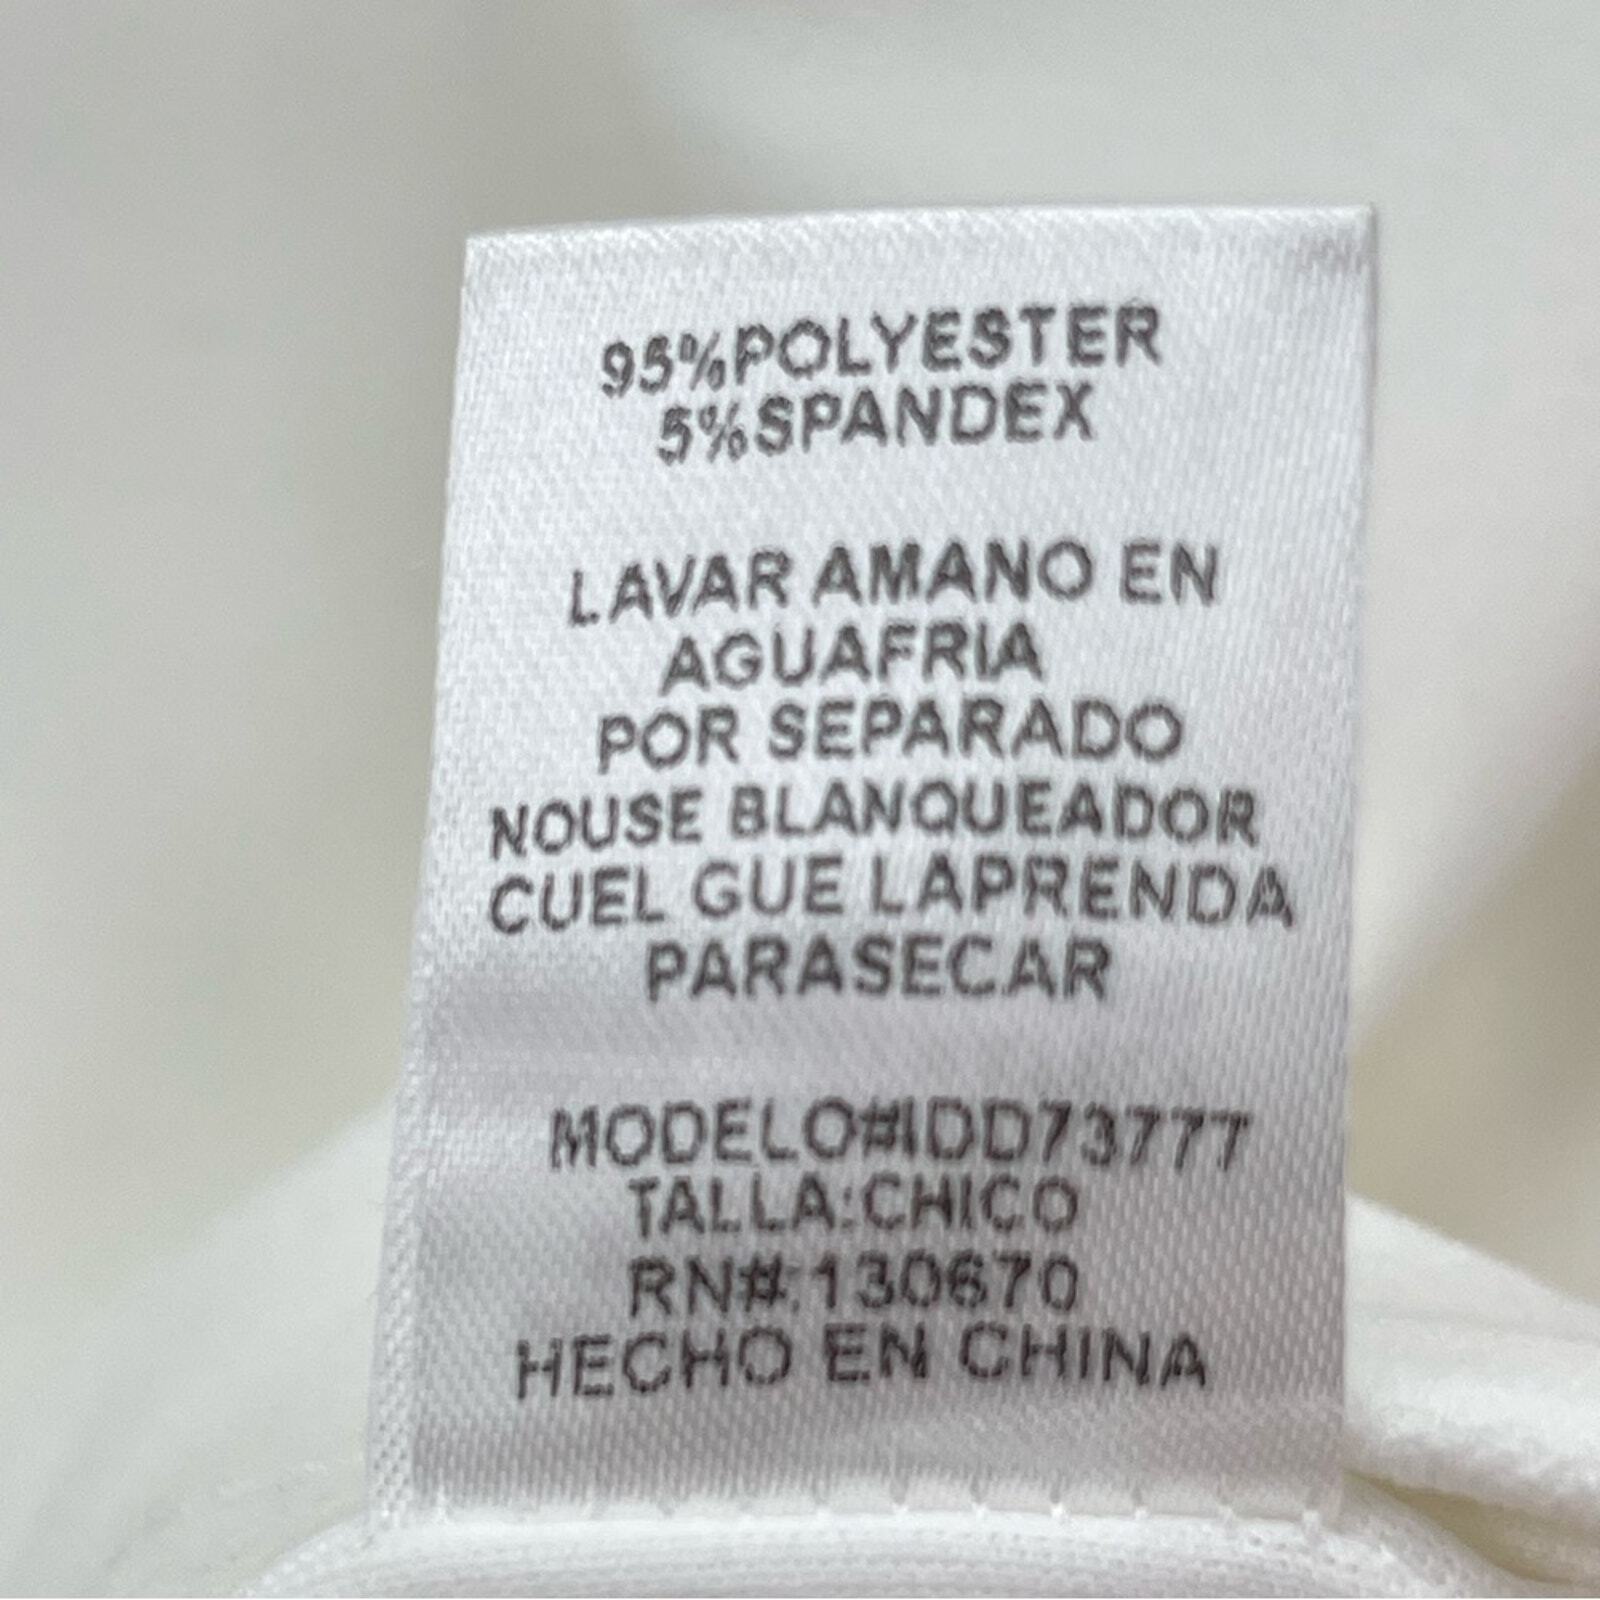 95%POLYESTER
5%SPANDEX
LAVAR AMANO EN
AGUAFRIA
POR SEPARADO
NOUSE BLANQUEADOR
CUEL GUE LAPRENDA
PARASECAR
MODELO#IDD73777
TALLA:CHICO
RN#:130670
HECHO EN CHINA